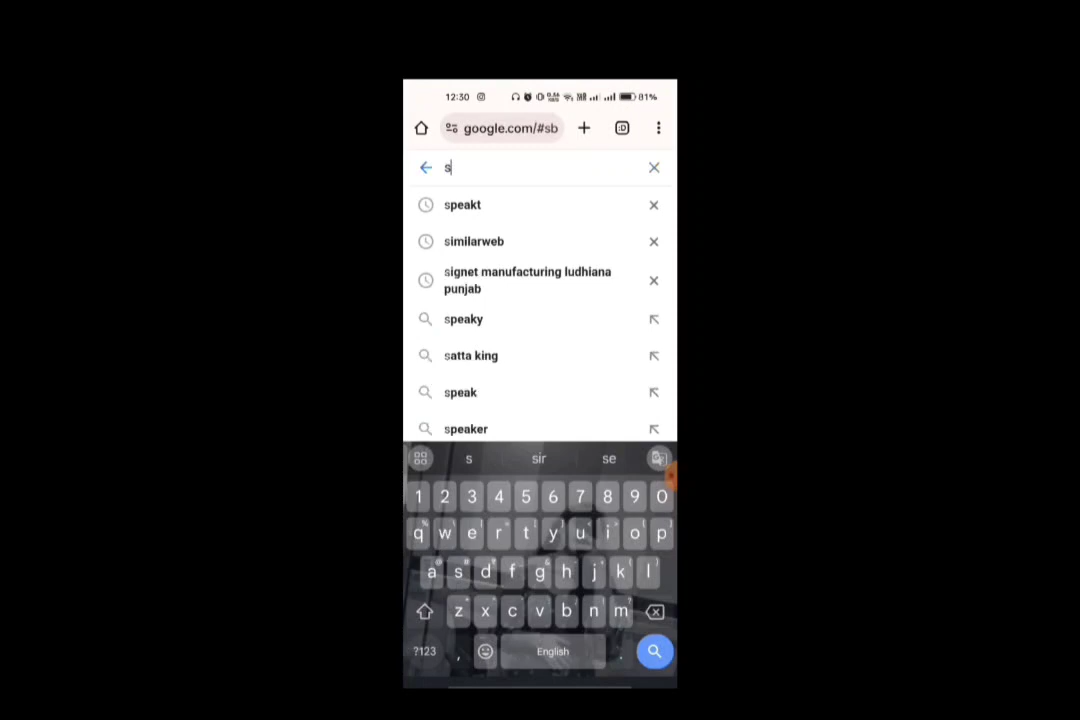 12:30 81%
google.com/#sb
s
speakt
similarweb
signet manufacturing ludhiana
punjab
speaky
satta king
speak
speaker
s sir se
1 2 3 4 5 6 7 8 9 0
q w e r t y u i o p
a s d f g h j k l
z x c v b n m
?123 , English .